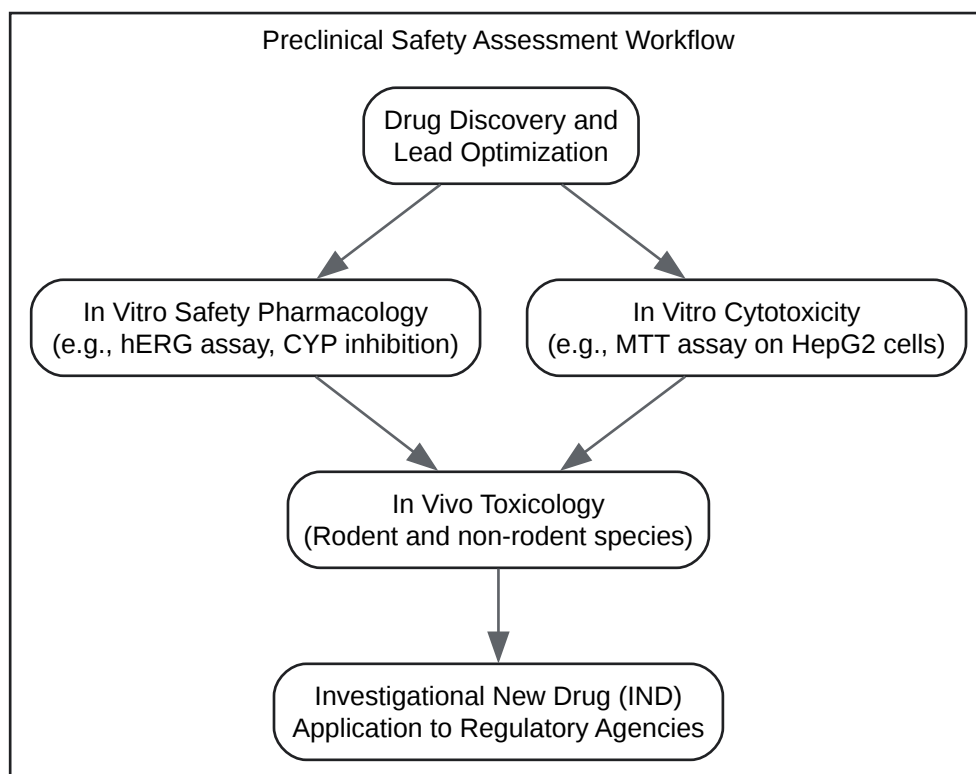 Preclinical Safety Assessment Workflow
Drug Discovery and
Lead Optimization
In Vitro Safety Pharmacology
(e.g., hERG assay, CYP inhibition)
In Vitro Cytotoxicity
(e.g., MTT assay on HepG2 cells)
In Vivo Toxicology
(Rodent and non-rodent species)
Investigational New Drug (IND)
Application to Regulatory Agencies